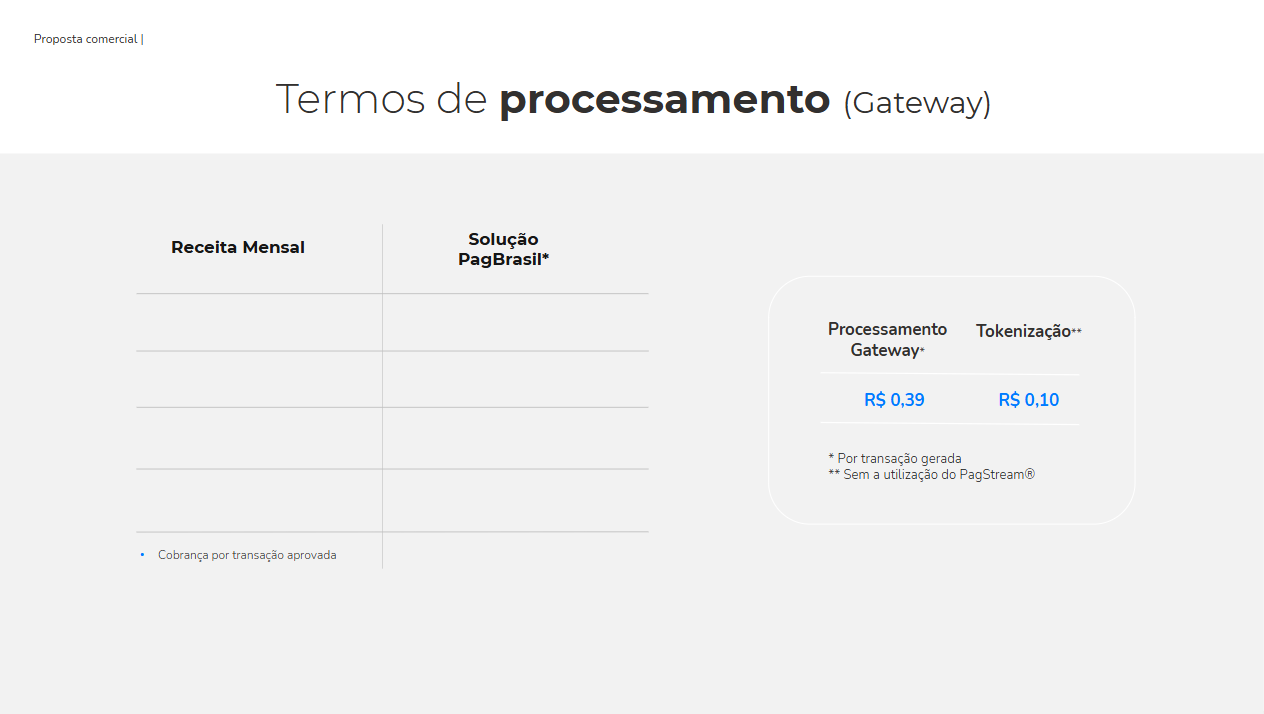 Proposta comercial |
Termos de processamento (Gateway)
Receita Mensal
Solução
PagBrasil*
Cobrança por transação aprovada
Processamento
Gateway*
Tokenização**
R$ 0,39
R$ 0,10
* Por transação gerada
** Sem a utilização do PagStream®